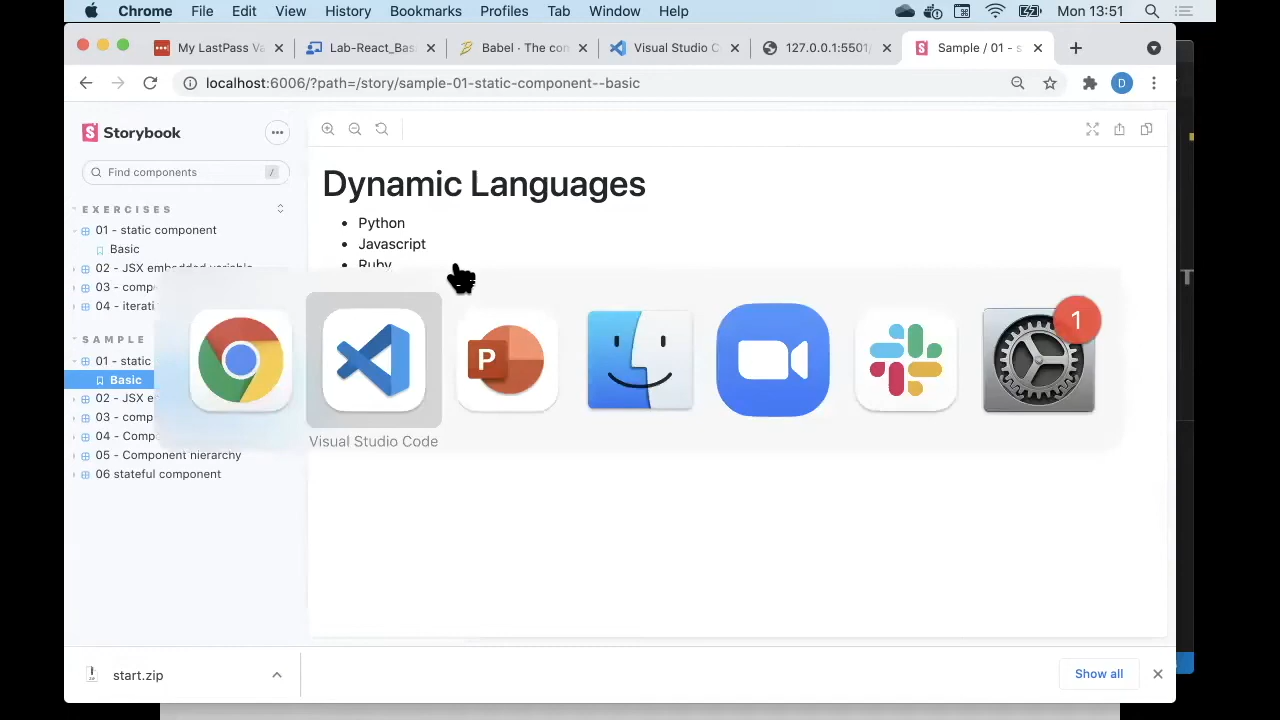 Chrome File Edit View History Bookmarks Profiles Tab Window Help Mon 13:51
My LastPass Va Lab-React_Bas Babel · The con Visual Studio C 127.0.0.1:5501/ Sample / 01 - s
localhost:6006/?path=/story/sample-01-static-component--basic D
Storybook
Find components /
EXERCISES
01 - static component
Basic
02 - JSX embedded variable
03 - comp
04 - iterati
SAMPLE
01 - static
Basic
02 - JSX e
03 - comp
04 - Comp
05 - Component hierarchy
06 stateful component
Dynamic Languages
Python
Javascript
Ruby
P
1
Visual Studio Code
T
start.zip
Show all